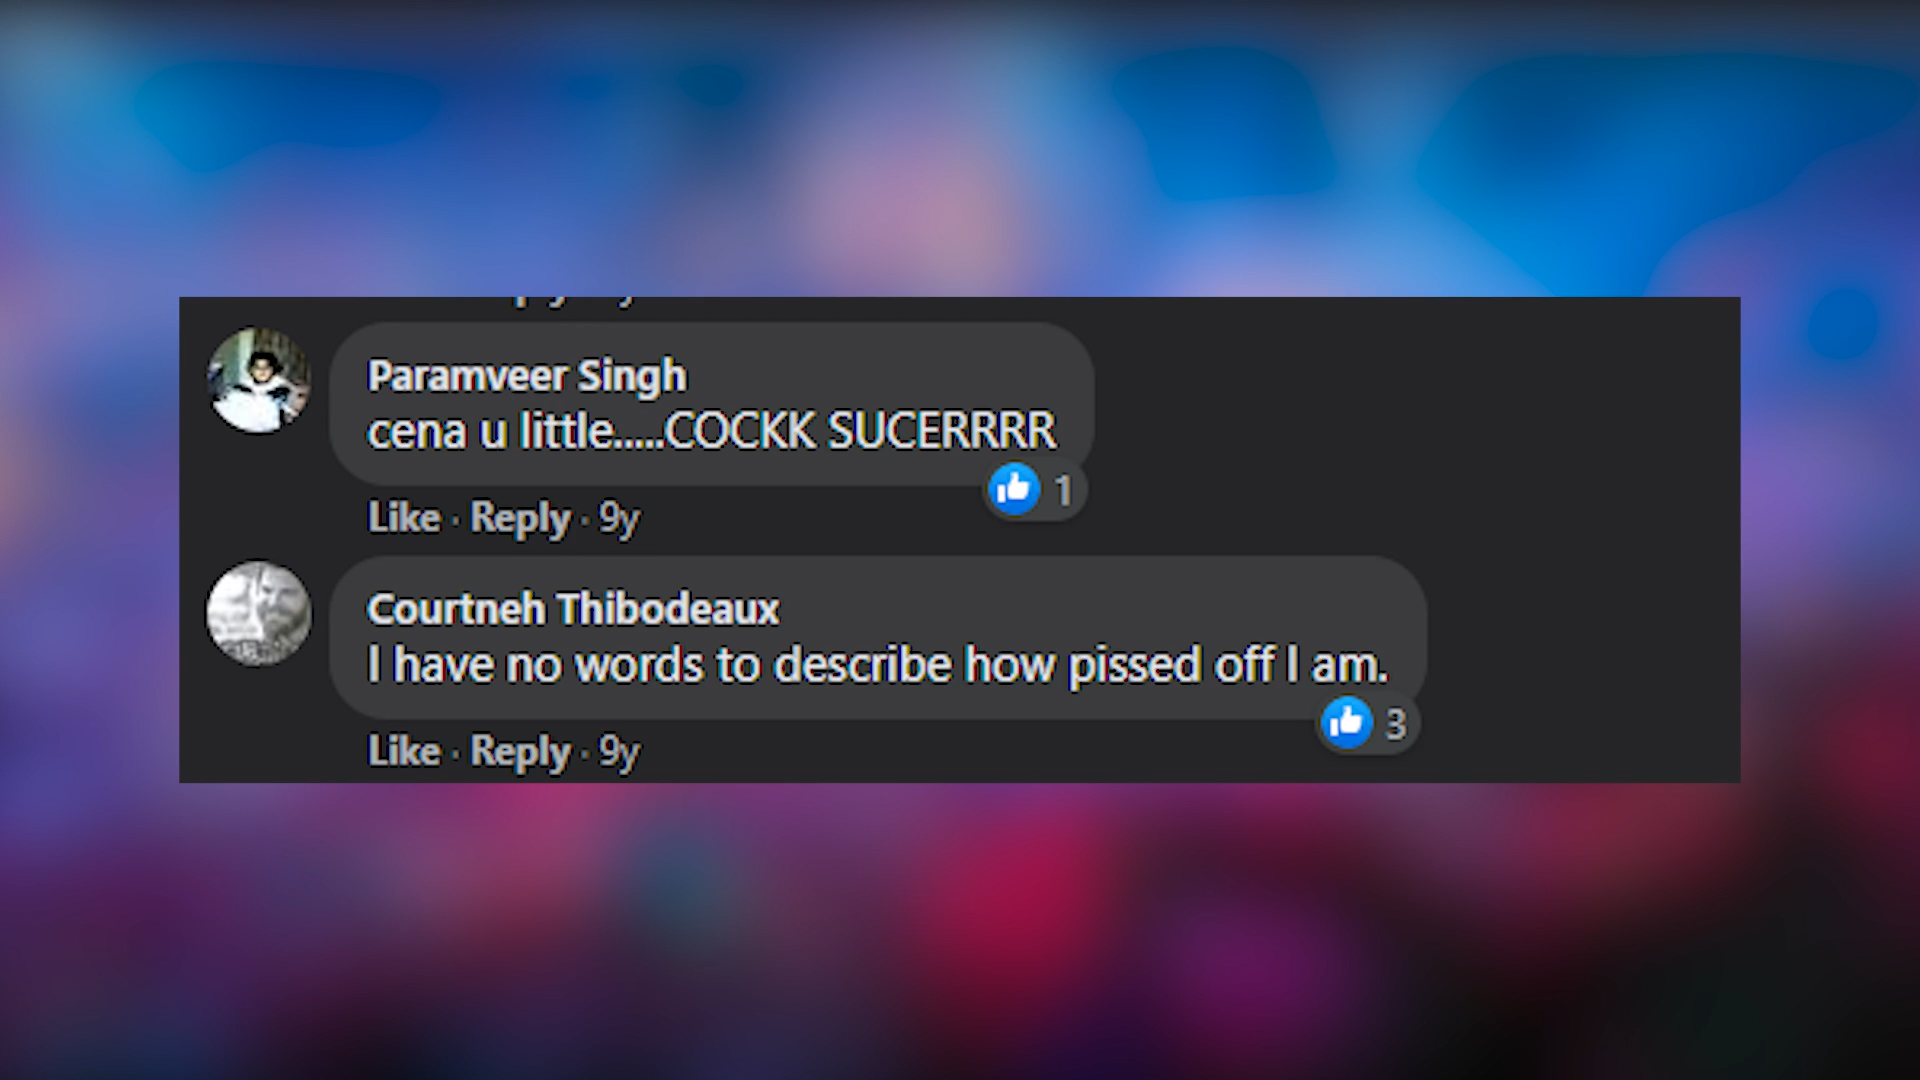 Paramveer Singh
cena u little.....COCKK SUCERRRR
1
Like · Reply · 9y
Courtneh Thibodeaux
I have no words to describe how pissed off I am.
3
Like · Reply · 9y